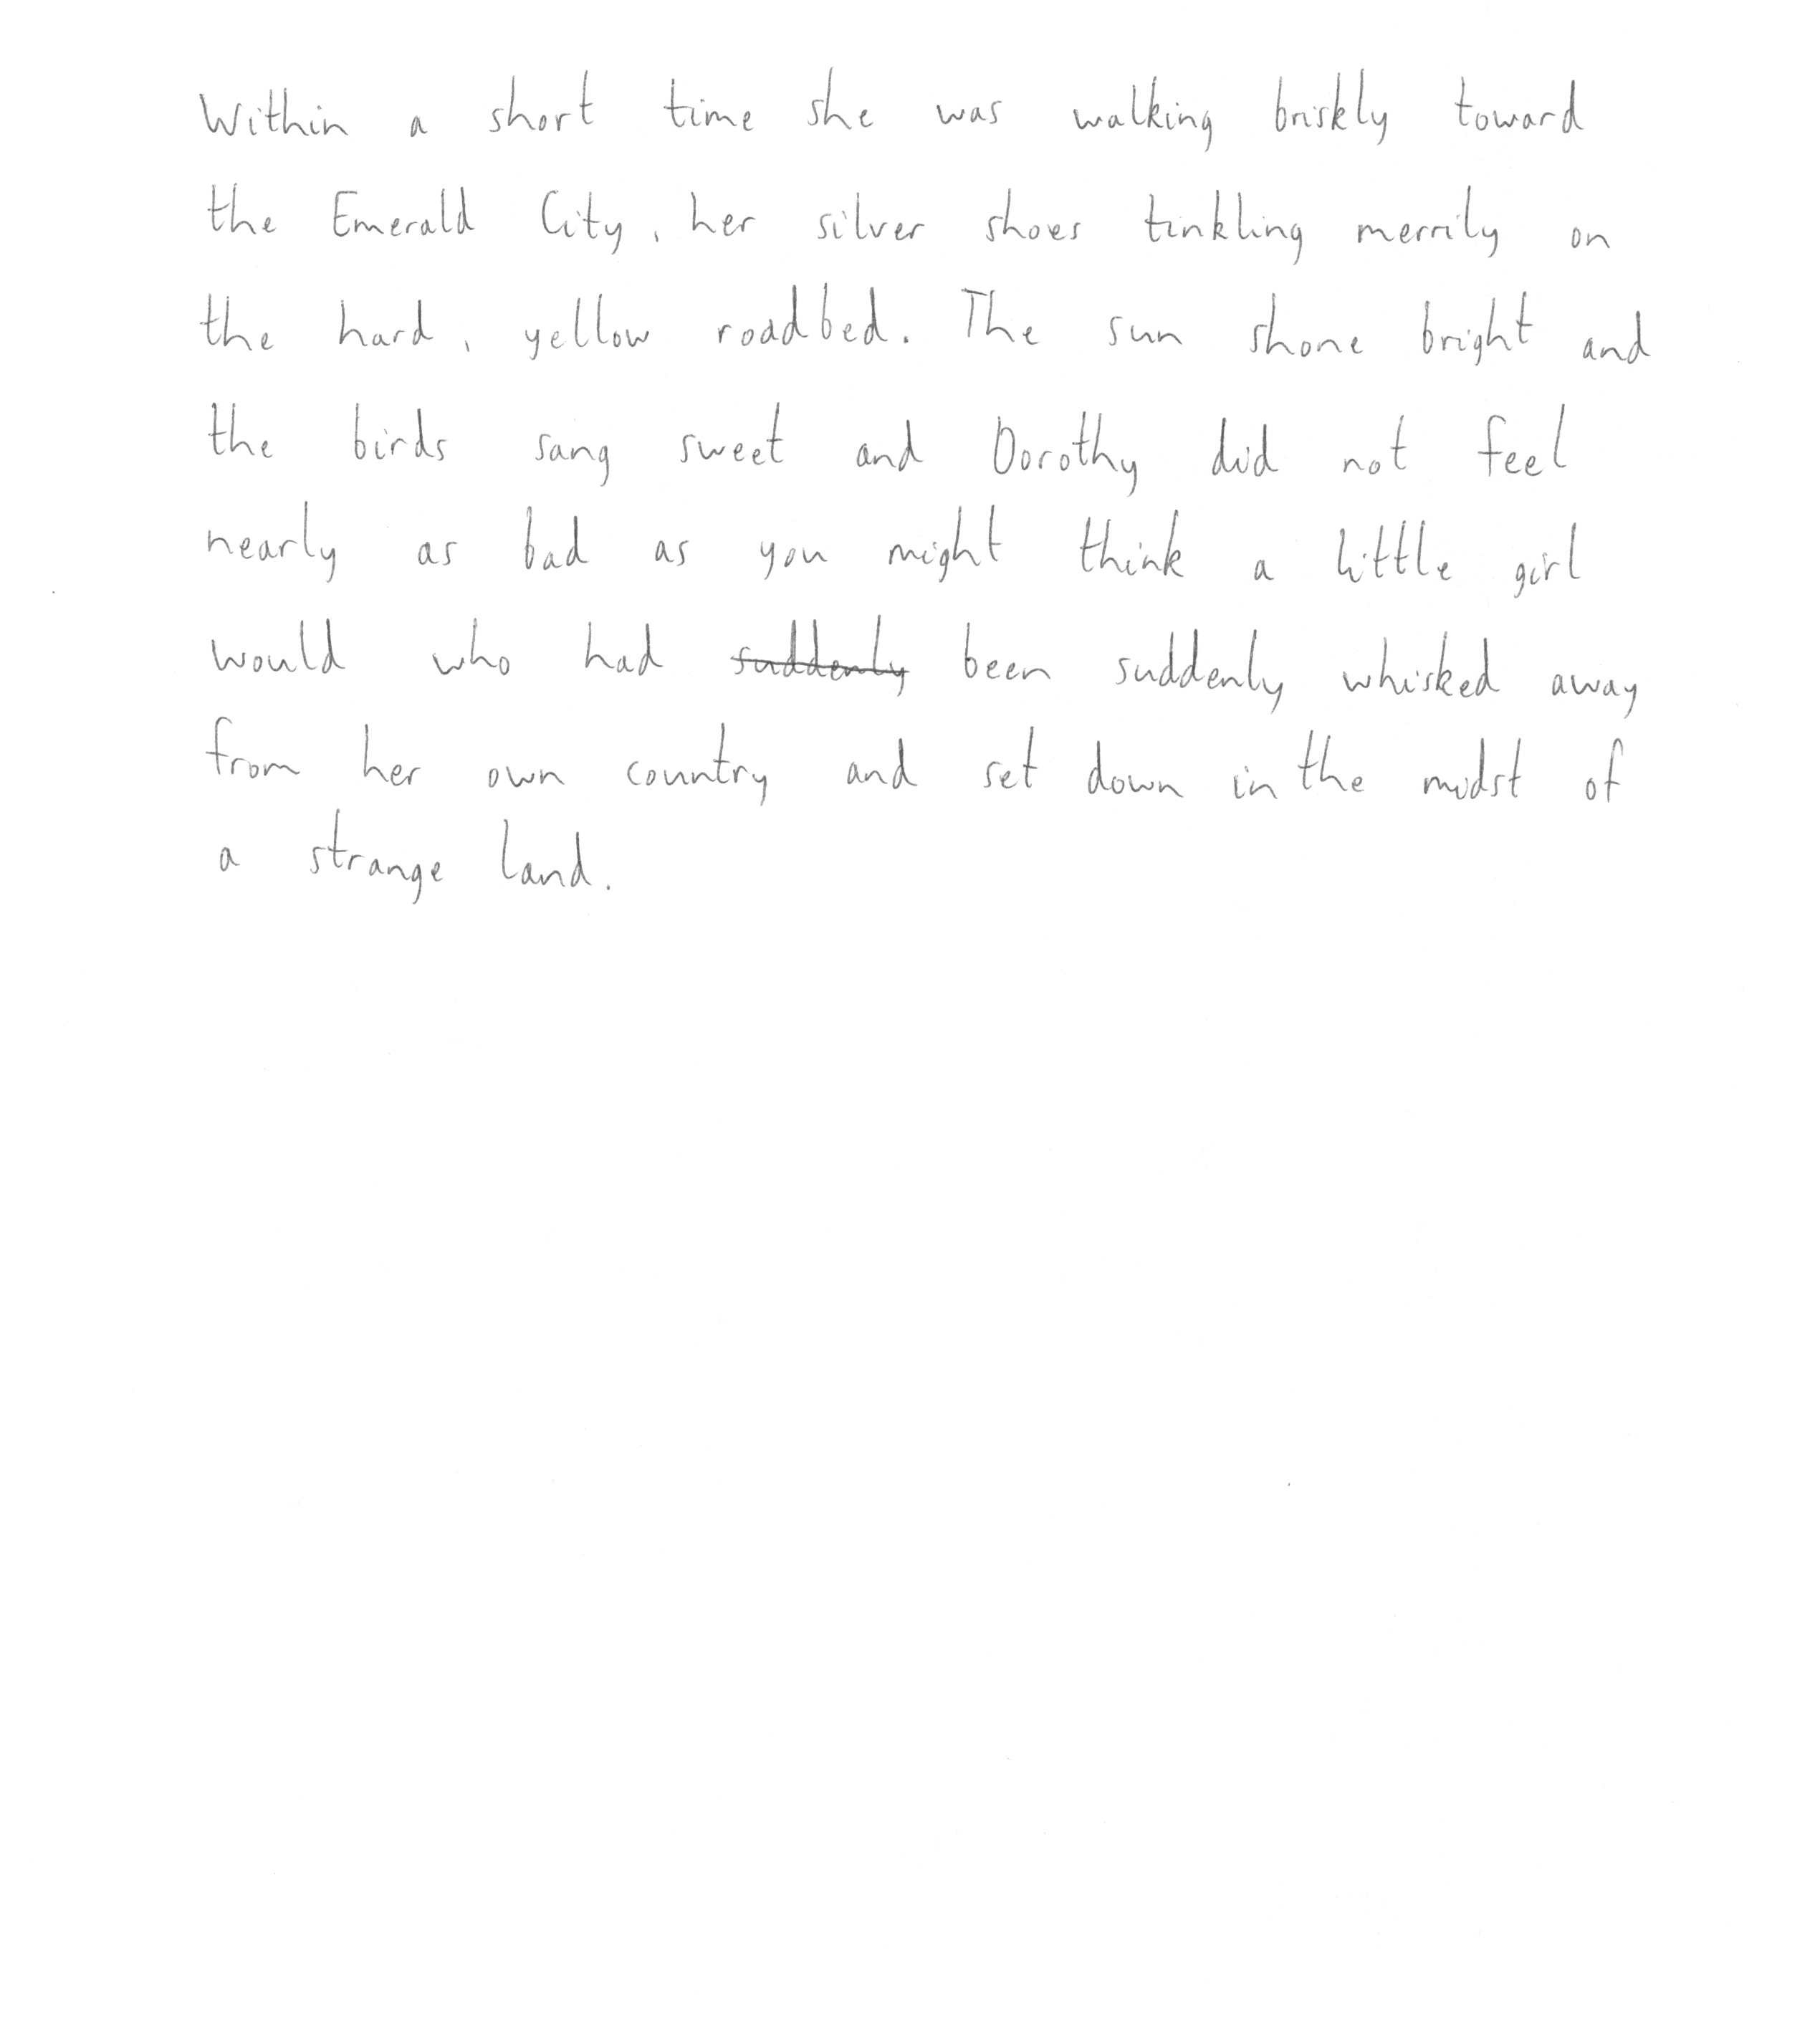 Within a short time she was walking briskly toward
the Emerald City, her silver shoes tinkling merrily on
the hard, yellow roadbed. The sun shone bright and
the birds sang sweet and Dorothy did not feel
nearly as bad as you might think a little girl
would who had ~~suddenly~~ been suddenly whisked away
from her own country and set down in the midst of
a strange land.